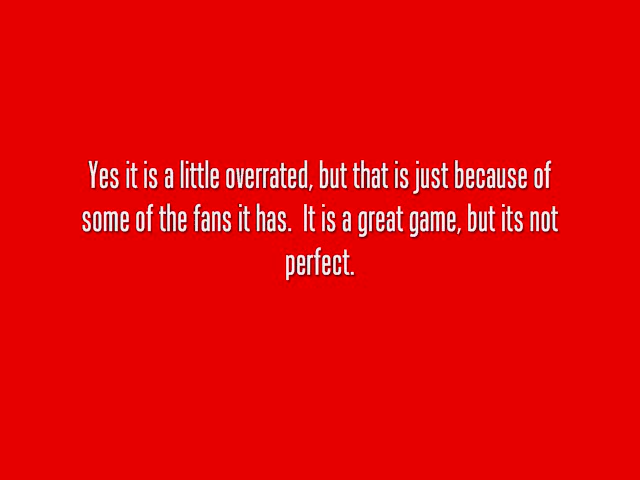 Yes it is a little overrated, but that is just because of
some of the fans it has.  It is a great game, but its not
perfect.